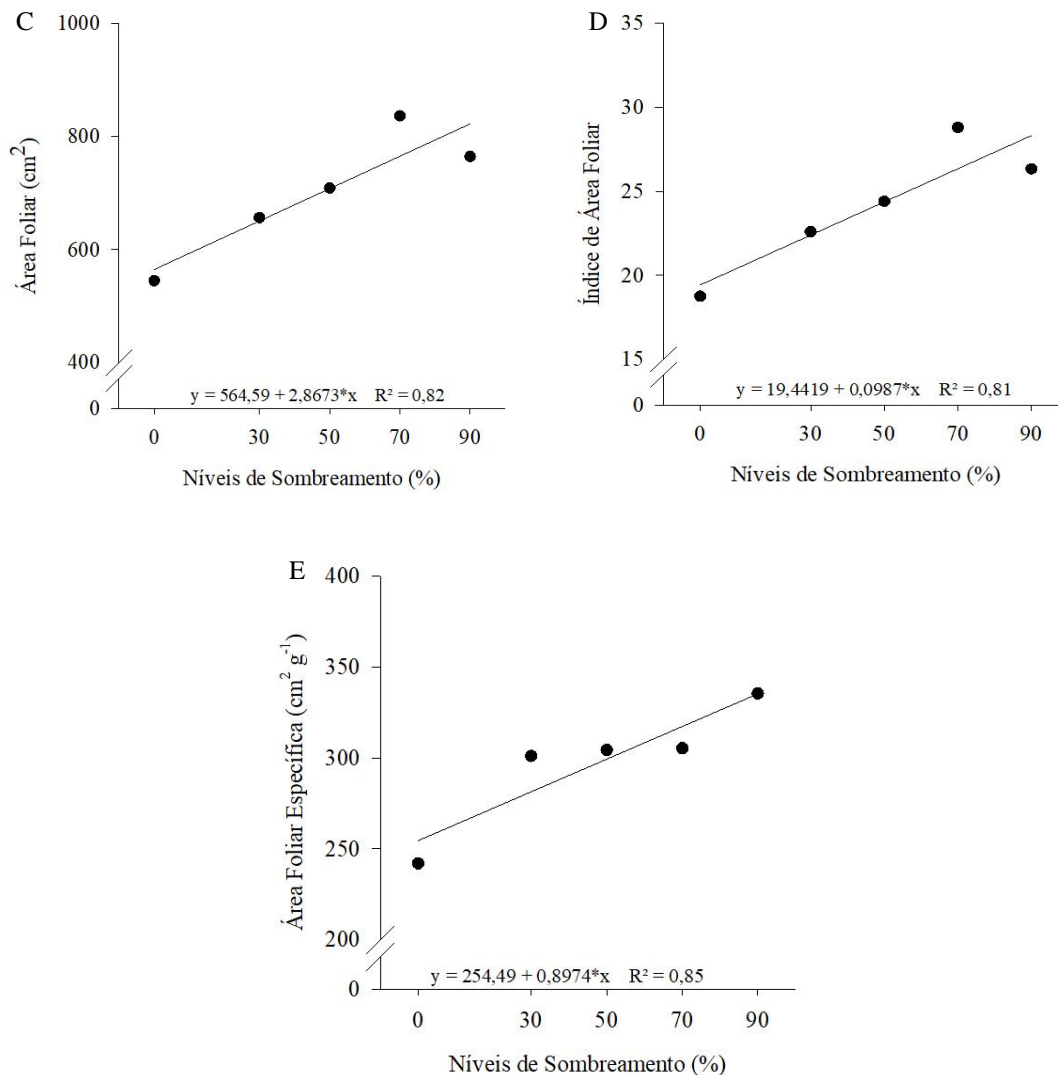 C
1000
800
600
400
0
Área Foliar (cm²)
y = 564,59 + 2,8673*x R² = 0,82
0 30 50 70 90
Níveis de Sombreamento (%)
D
35
30
25
20
15
0
Índice de Área Foliar
y = 19,4419 + 0,0987*x R² = 0,81
0 30 50 70 90
Níveis de Sombreamento (%)
E
400
350
300
250
200
0
Área Foliar Específica (cm² g⁻¹)
y = 254,49 + 0,8974*x R² = 0,85
0 30 50 70 90
Níveis de Sombreamento (%)